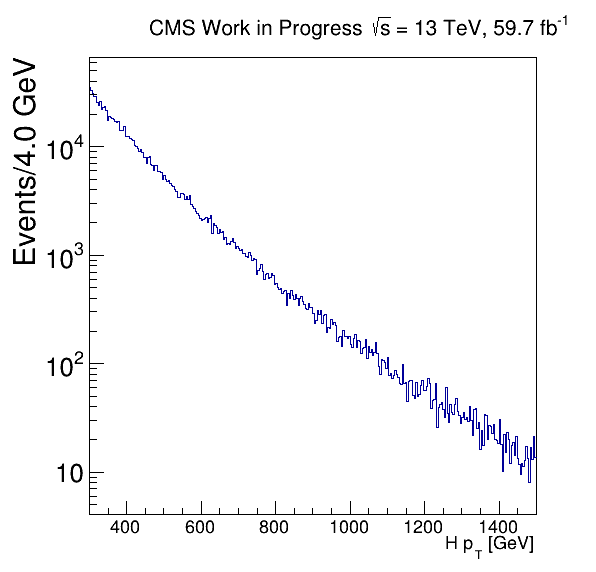 CMS Work in Progress √s = 13 TeV, 59.7 fb⁻¹
Events/4.0 GeV
10⁴
10³
10²
10
400 600 800 1000 1200 1400
H p_T [GeV]